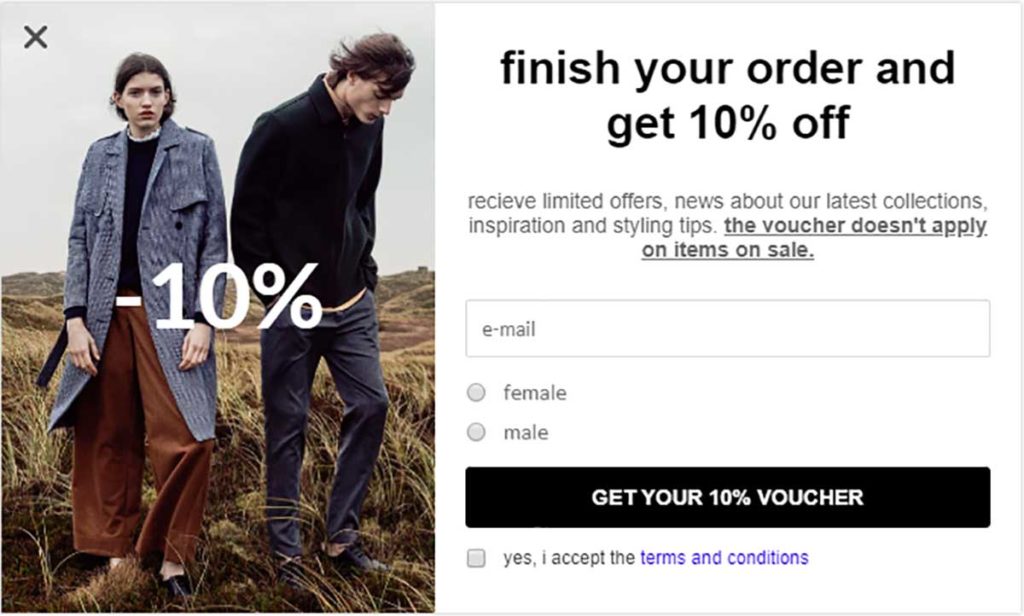 finish your order and
get 10% off
recieve limited offers, news about our latest collections,
inspiration and styling tips. the voucher doesn't apply
on items on sale.
-10%
e-mail
female
male
GET YOUR 10% VOUCHER
yes, i accept the terms and conditions